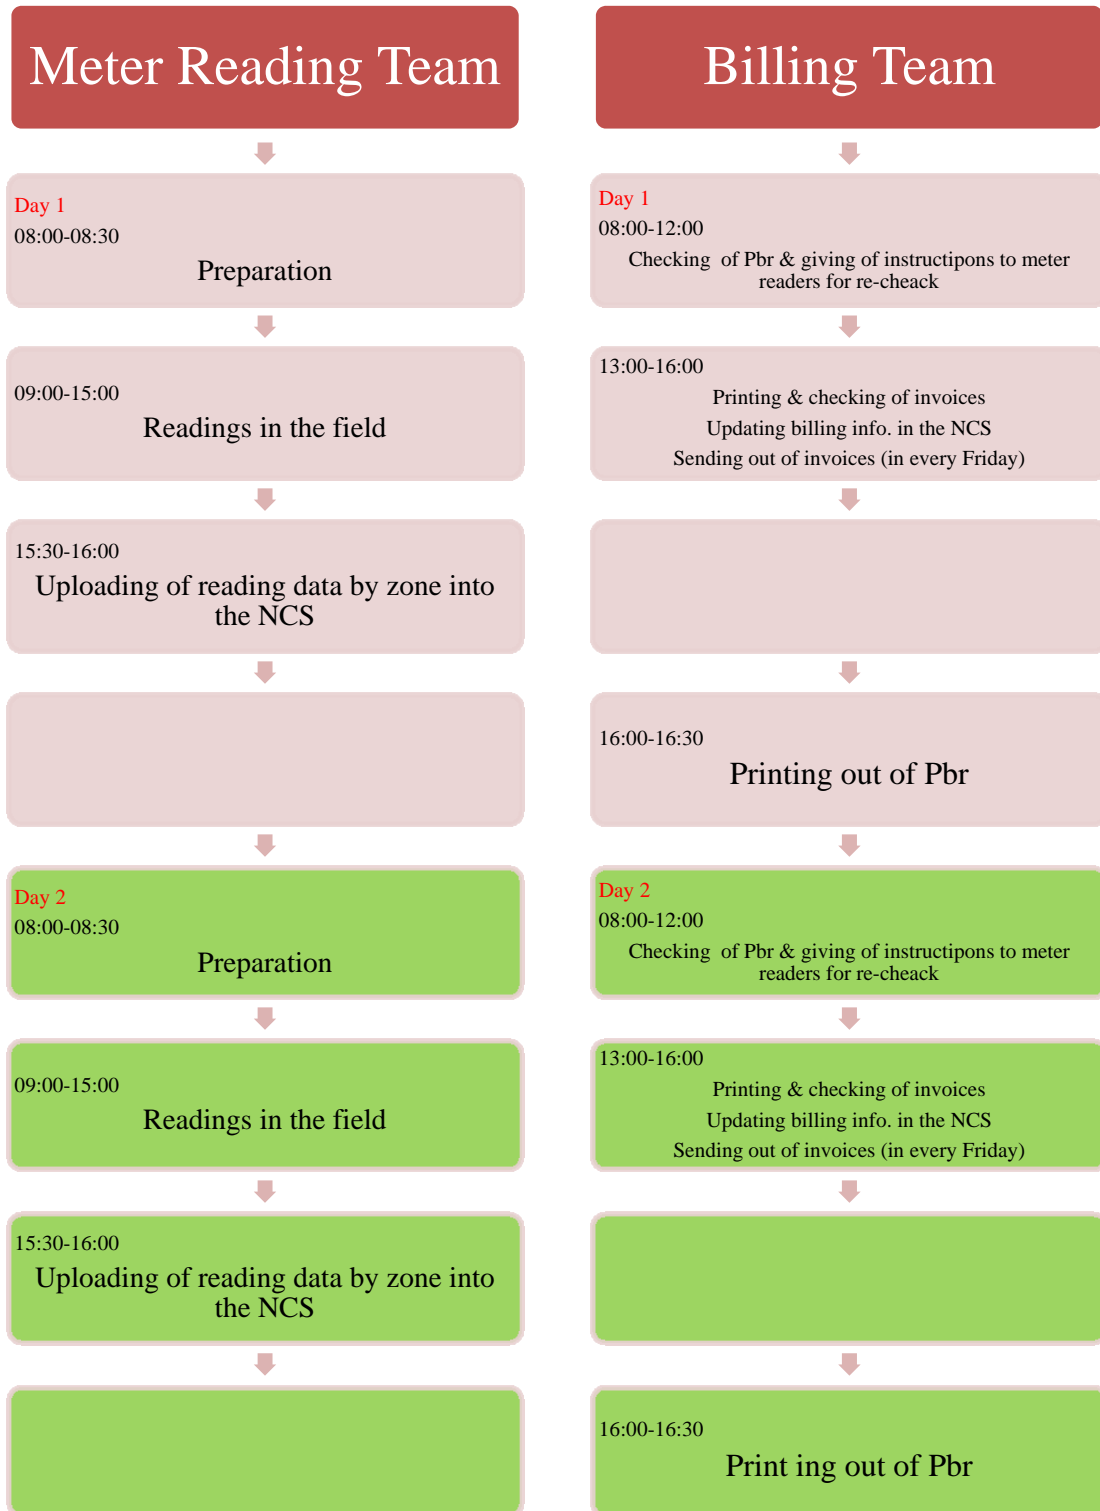 Meter Reading Team
Day 1
08:00-08:30
Preparation
09:00-15:00
Readings in the field
15:30-16:00
Uploading of reading data by zone into
the NCS
Day 2
08:00-08:30
Preparation
09:00-15:00
Readings in the field
15:30-16:00
Uploading of reading data by zone into
the NCS
Billing Team
Day 1
08:00-12:00
Checking  of Pbr & giving of instructipons to meter
readers for re-cheack
13:00-16:00
Printing & checking of invoices
Updating billing info. in the NCS
Sending out of invoices (in every Friday)
16:00-16:30
Printing out of Pbr
Day 2
08:00-12:00
Checking  of Pbr & giving of instructipons to meter
readers for re-cheack
13:00-16:00
Printing & checking of invoices
Updating billing info. in the NCS
Sending out of invoices (in every Friday)
16:00-16:30
Print ing out of Pbr